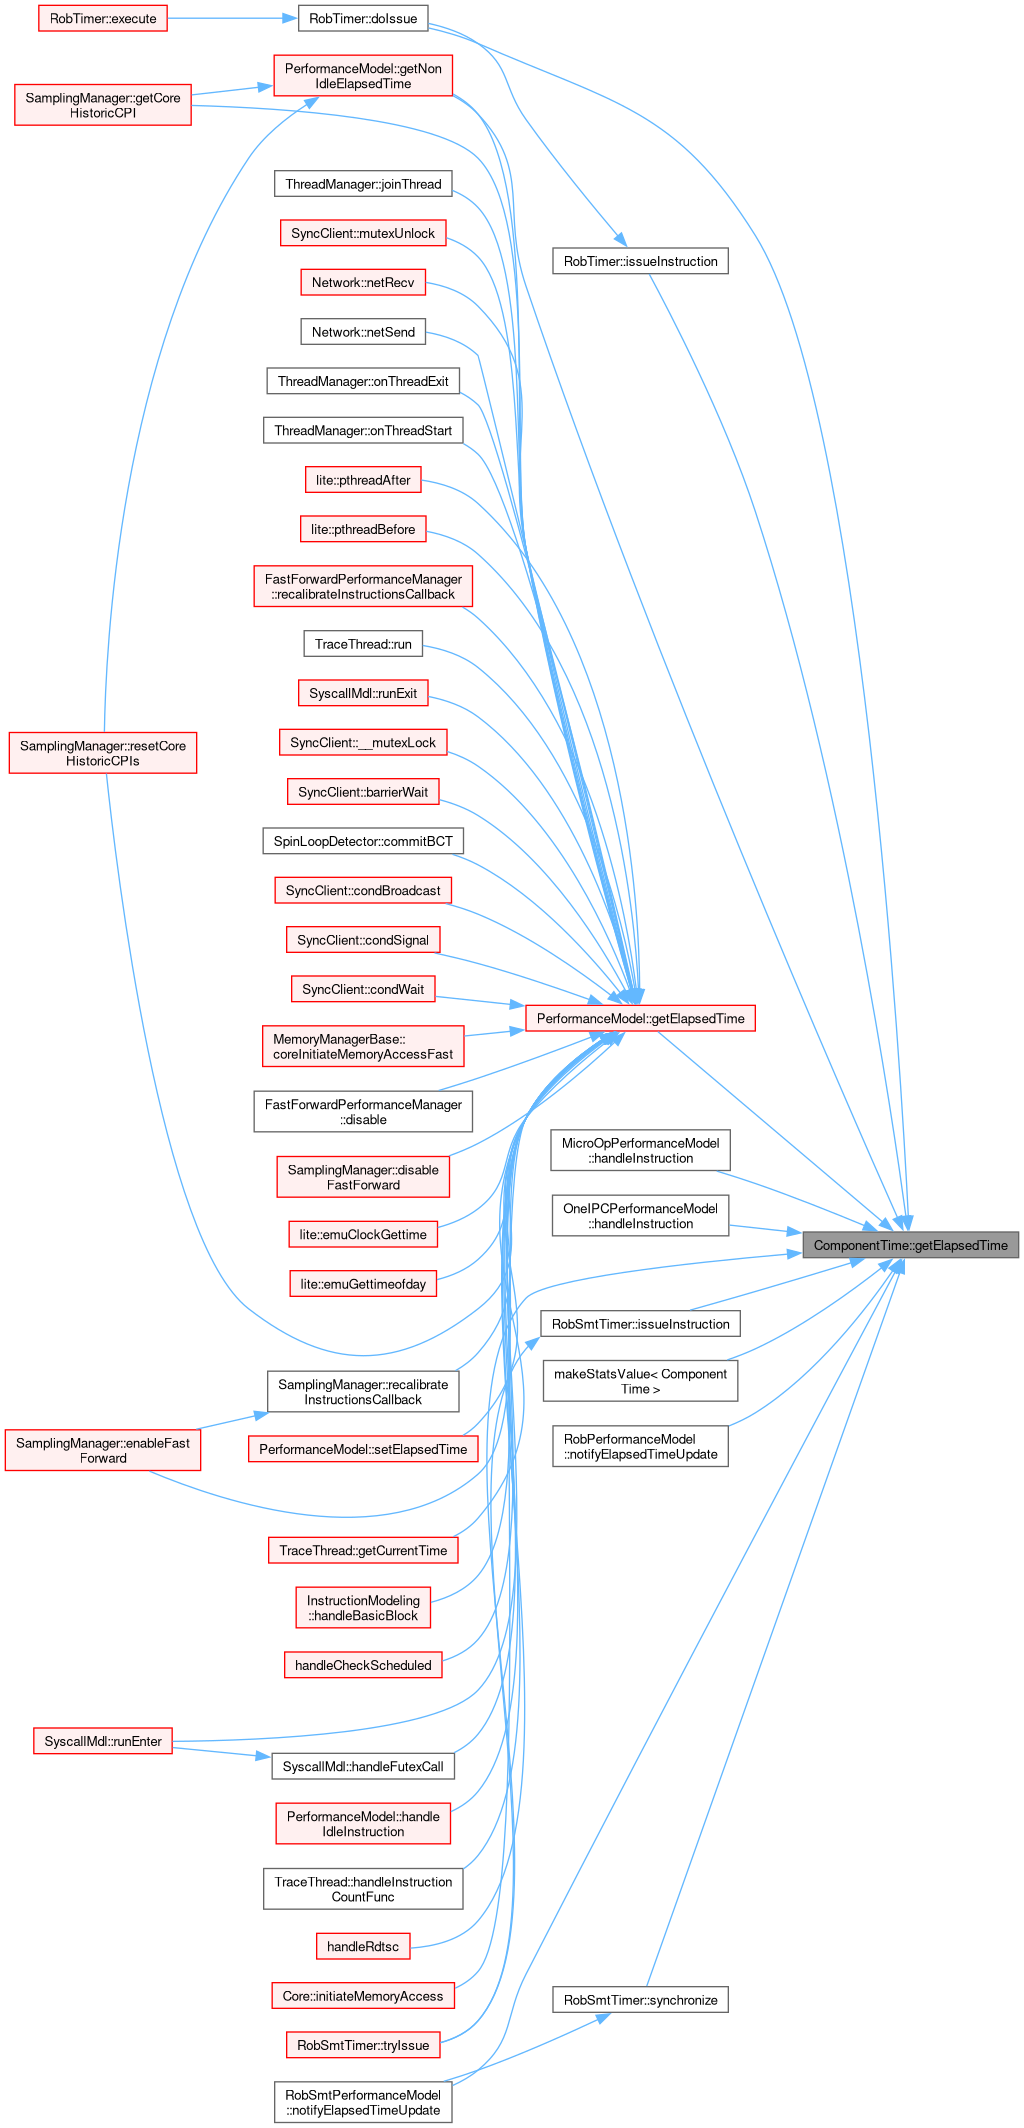 RobTimer::execute
RobTimer::doIssue
PerformanceModel::getNon
IdleElapsedTime
SamplingManager::getCore
HistoricCPI
ThreadManager::joinThread
SyncClient::mutexUnlock
RobTimer::issueInstruction
Network::netRecv
Network::netSend
ThreadManager::onThreadExit
ThreadManager::onThreadStart
lite::pthreadAfter
lite::pthreadBefore
FastForwardPerformanceManager
::recalibrateInstructionsCallback
TraceThread::run
SyscallMdl::runExit
SamplingManager::resetCore
HistoricCPIs
SyncClient::__mutexLock
SyncClient::barrierWait
SpinLoopDetector::commitBCT
SyncClient::condBroadcast
SyncClient::condSignal
SyncClient::condWait
PerformanceModel::getElapsedTime
MemoryManagerBase::
coreInitiateMemoryAccessFast
FastForwardPerformanceManager
::disable
MicroOpPerformanceModel
::handleInstruction
SamplingManager::disable
FastForward
OneIPCPerformanceModel
::handleInstruction
lite::emuClockGettime
ComponentTime::getElapsedTime
lite::emuGettimeofday
RobSmtTimer::issueInstruction
makeStatsValue< Component
Time >
SamplingManager::recalibrate
InstructionsCallback
RobPerformanceModel
::notifyElapsedTimeUpdate
SamplingManager::enableFast
Forward
PerformanceModel::setElapsedTime
TraceThread::getCurrentTime
InstructionModeling
::handleBasicBlock
handleCheckScheduled
SyscallMdl::runEnter
SyscallMdl::handleFutexCall
PerformanceModel::handle
IdleInstruction
TraceThread::handleInstruction
CountFunc
handleRdtsc
Core::initiateMemoryAccess
RobSmtTimer::synchronize
RobSmtTimer::tryIssue
RobSmtPerformanceModel
::notifyElapsedTimeUpdate